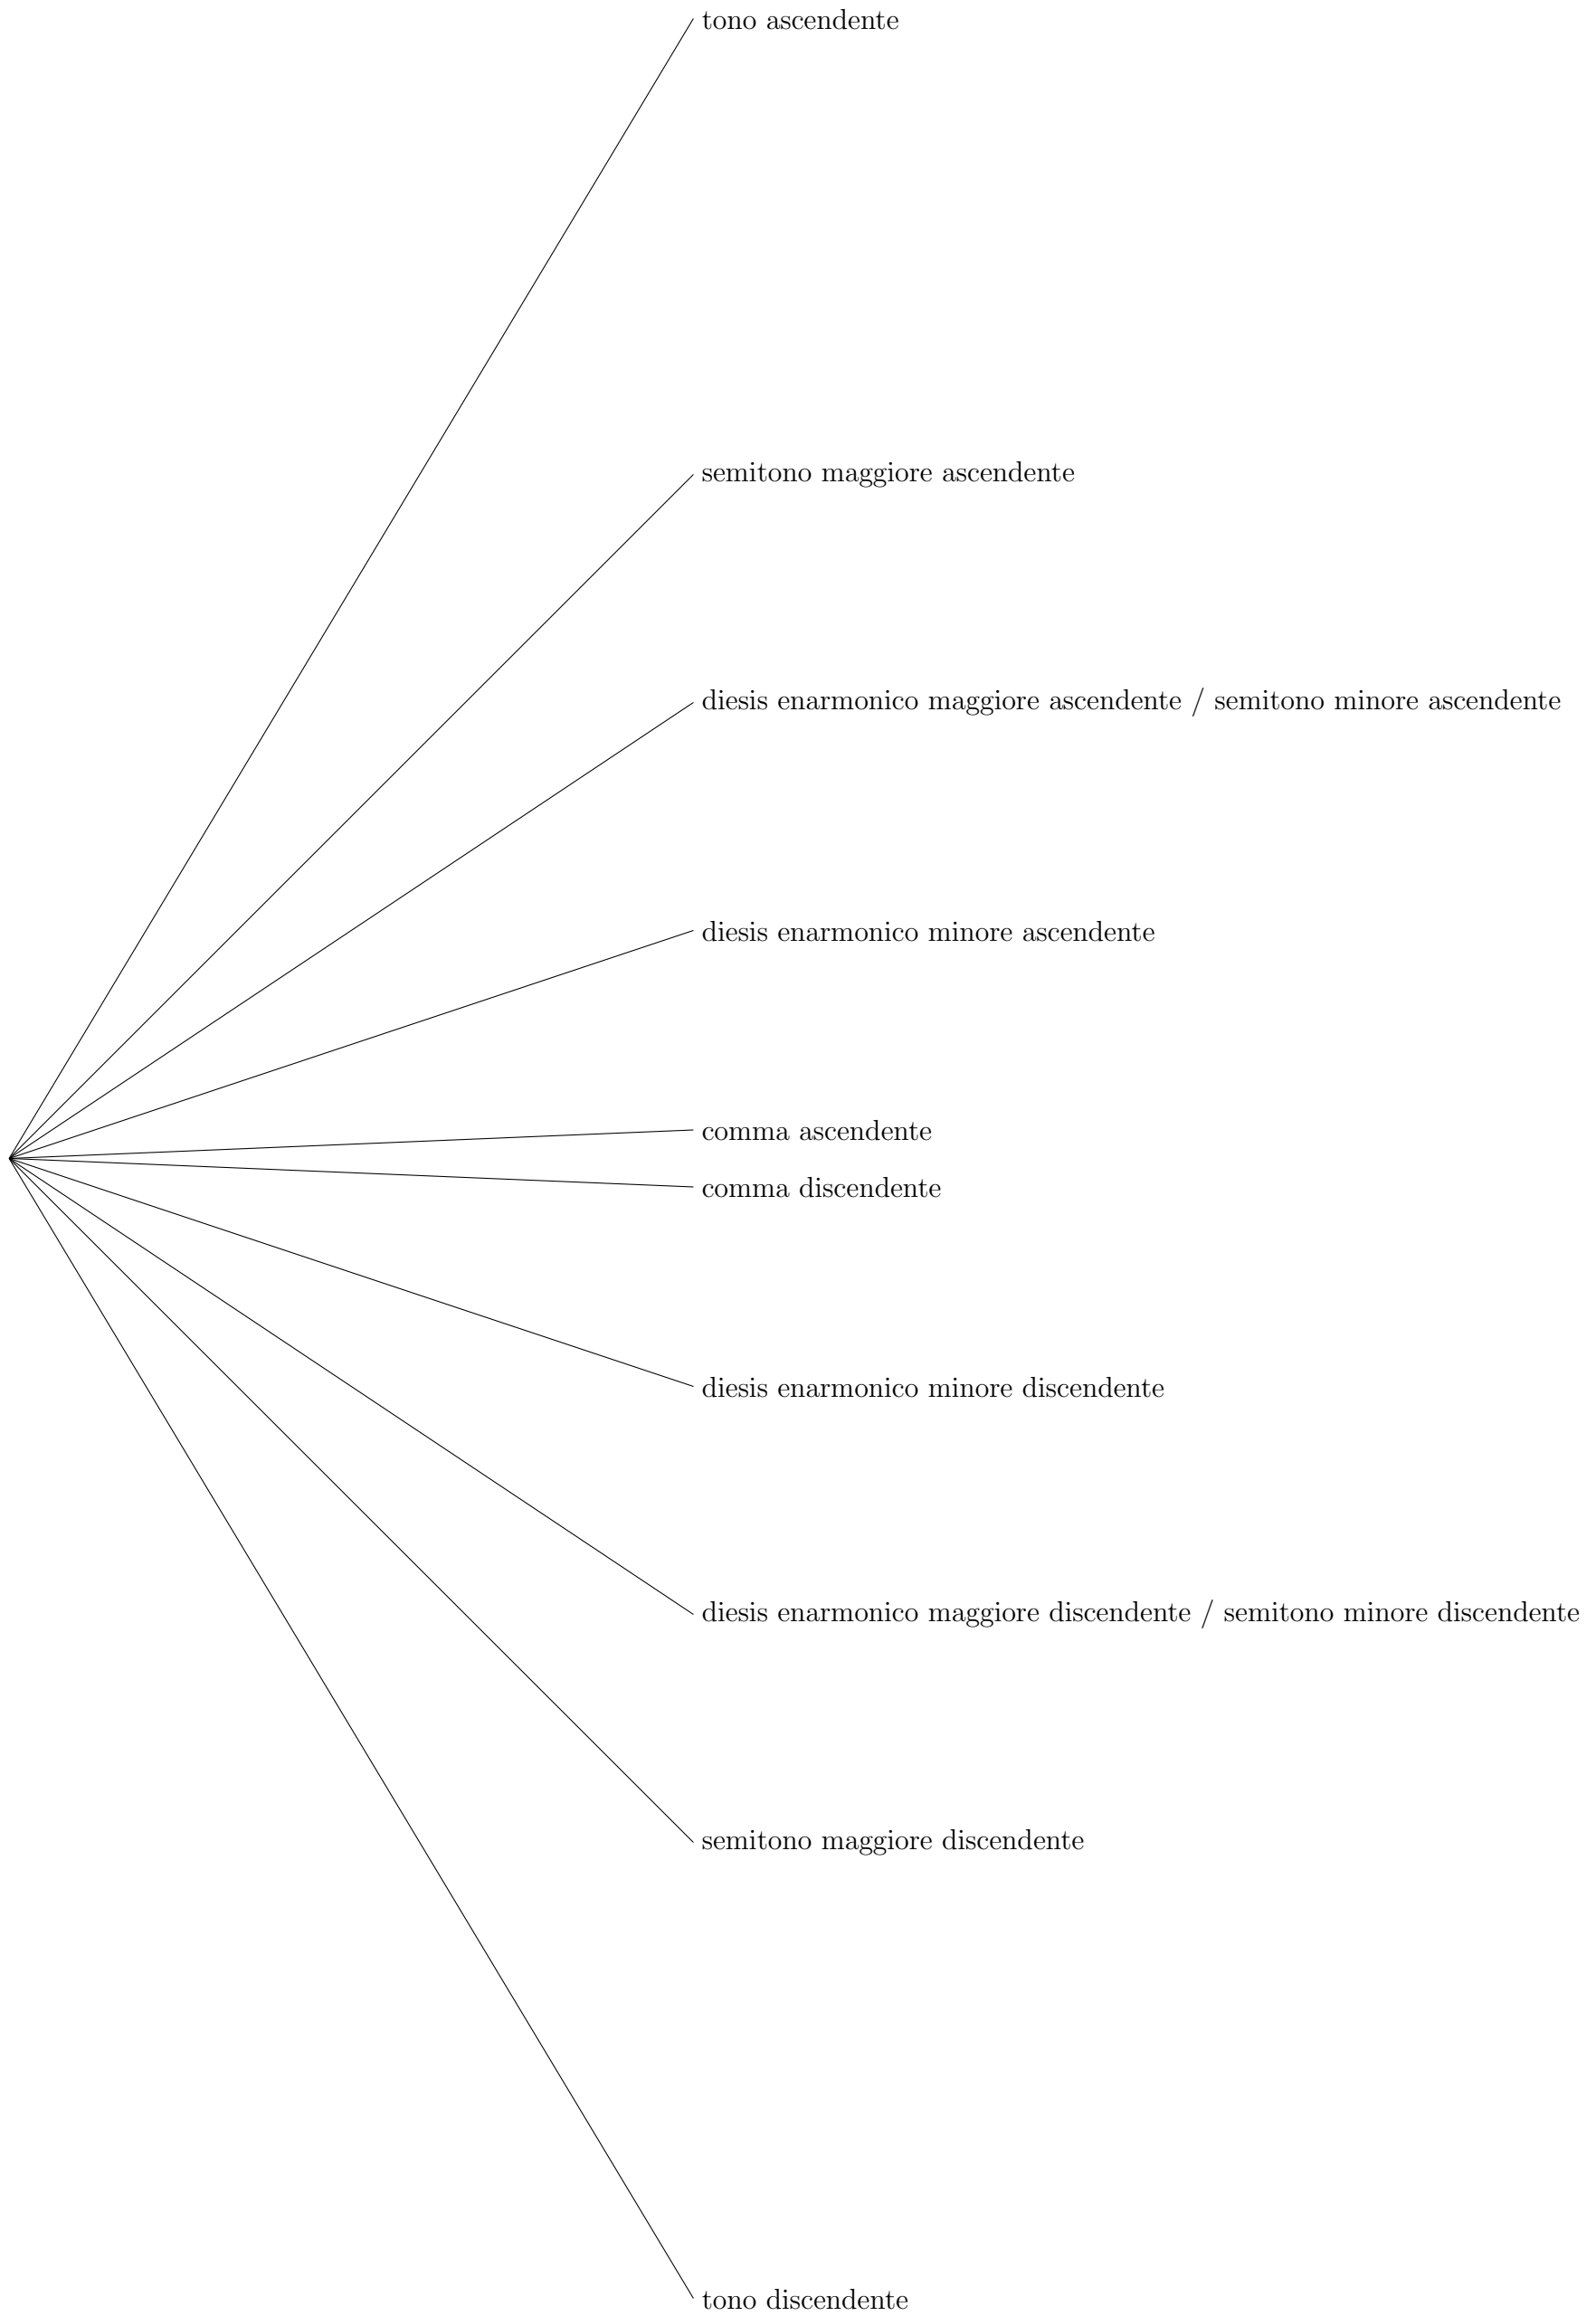 tono ascendente
semitono maggiore ascendente
diesis enarmonico maggiore ascendente / semitono minore ascendente
diesis enarmonico minore ascendente
comma ascendente
comma discendente
diesis enarmonico minore discendente
diesis enarmonico maggiore discendente / semitono minore discendente
semitono maggiore discendente
tono discendente